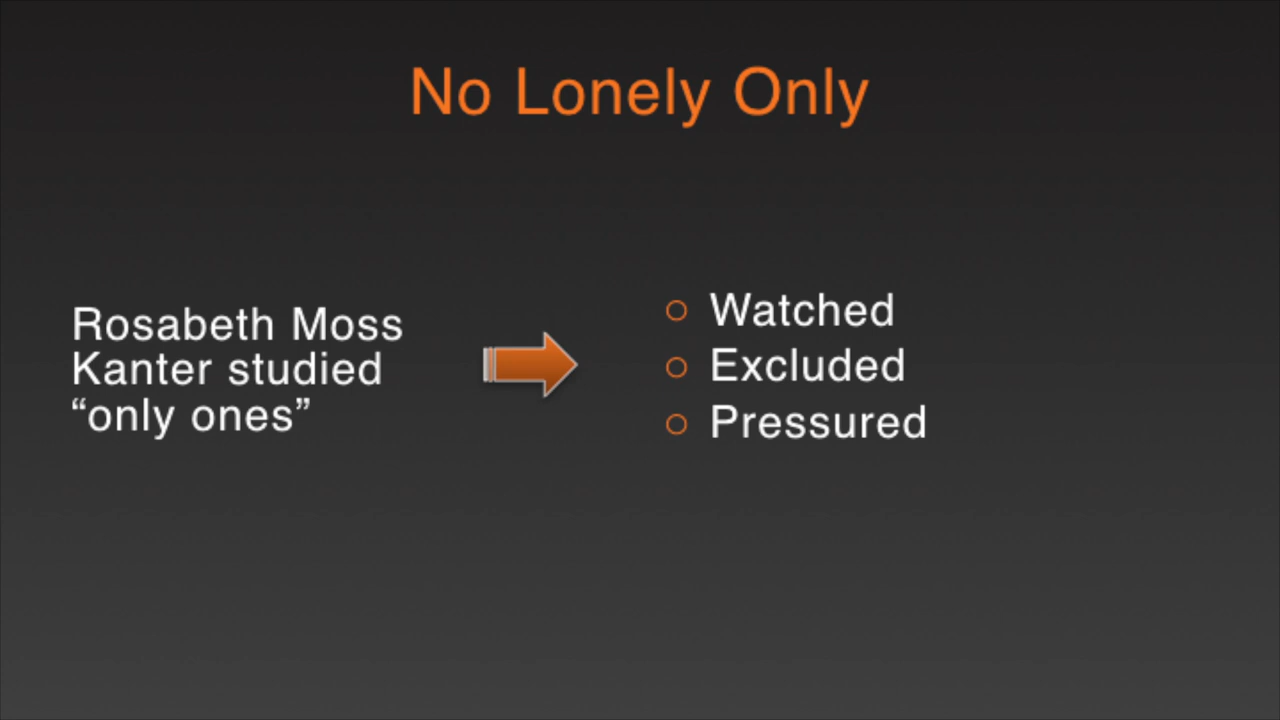 No Lonely Only
Rosabeth Moss
Kanter studied
“only ones”
Watched
Excluded
Pressured